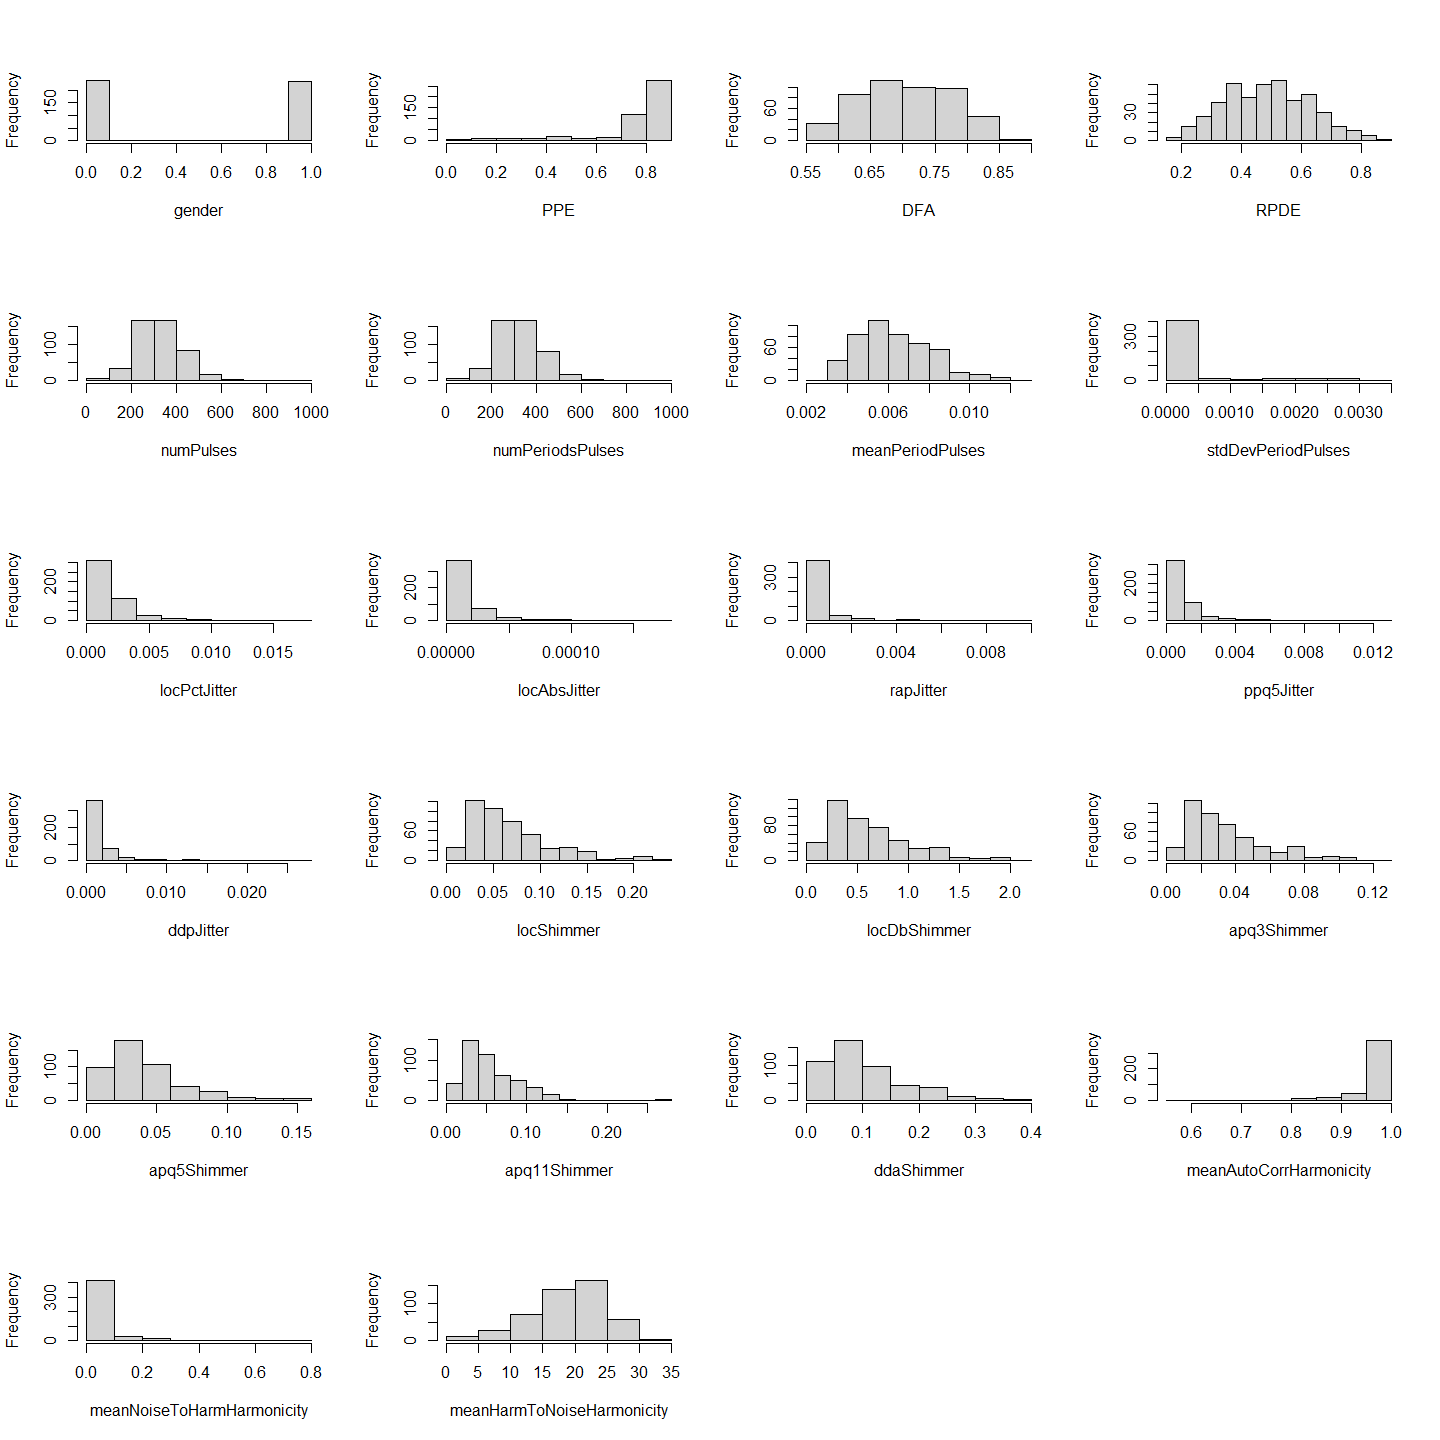 Frequency 0 150 0.0 0.2 0.4 0.6 0.8 1.0 gender
Frequency 0 150 0.0 0.2 0.4 0.6 0.8 PPE
Frequency 0 60 0.55 0.65 0.75 0.85 DFA
Frequency 0 30 0.2 0.4 0.6 0.8 RPDE
Frequency 0 100 0 200 400 600 800 1000 numPulses
Frequency 0 100 0 200 400 600 800 1000 numPeriodsPulses
Frequency 0 60 0.002 0.006 0.010 meanPeriodPulses
Frequency 0 300 0.0000 0.0010 0.0020 0.0030 stdDevPeriodPulses
Frequency 0 200 0.000 0.005 0.010 0.015 locPctJitter
Frequency 0 300 0.00000 0.00010 locAbsJitter
Frequency 0 300 0.000 0.004 0.008 rapJitter
Frequency 0 200 0.000 0.004 0.008 0.012 ppq5Jitter
Frequency 0 200 0.000 0.010 0.020 ddpJitter
Frequency 0 60 0.00 0.05 0.10 0.15 0.20 locShimmer
Frequency 0 80 0.0 0.5 1.0 1.5 2.0 locDbShimmer
Frequency 0 60 0.00 0.04 0.08 0.12 apq3Shimmer
Frequency 0 100 0.00 0.05 0.10 0.15 apq5Shimmer
Frequency 0 100 0.00 0.10 0.20 apq11Shimmer
Frequency 0 100 0.0 0.1 0.2 0.3 0.4 ddaShimmer
Frequency 0 200 0.6 0.7 0.8 0.9 1.0 meanAutoCorrHarmonicity
Frequency 0 300 0.0 0.2 0.4 0.6 0.8 meanNoiseToHarmHarmonicity
Frequency 0 100 0 5 10 15 20 25 30 35 meanHarmToNoiseHarmonicity